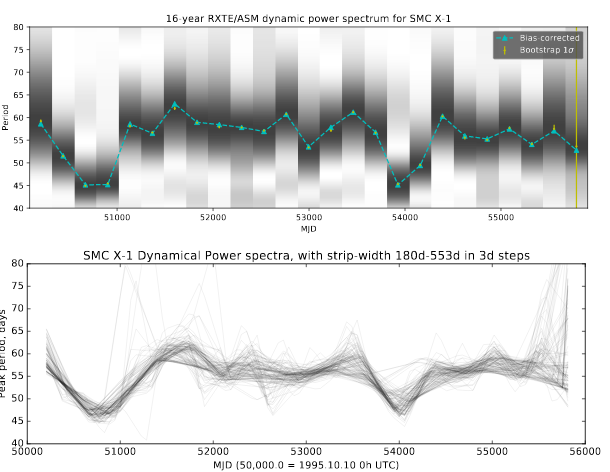 16-year RXTE/ASM dynamic power spectrum for SMC X-1
80
75
70
65
60
55
50
45
40
Period
Bias-corrected
Bootstrap 1σ
51000 52000 53000 54000 55000
MJD
SMC X-1 Dynamical Power spectra, with strip-width 180d-553d in 3d steps
80
75
70
65
60
55
50
45
40
Peak period, days
50000 51000 52000 53000 54000 55000 56000
MJD (50,000.0 = 1995.10.10 0h UTC)